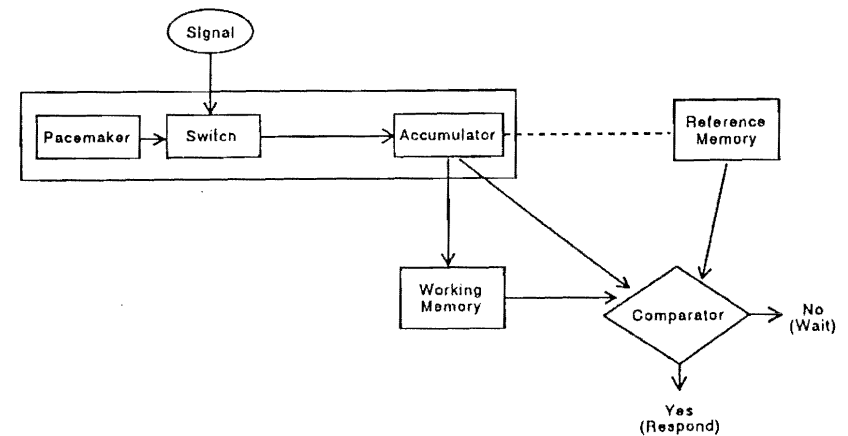 Signal
Pacemaker
Switch
Accumulator
Reference
Memory
Working
Memory
Comparator
No
(Wait)
Yes
(Respond)